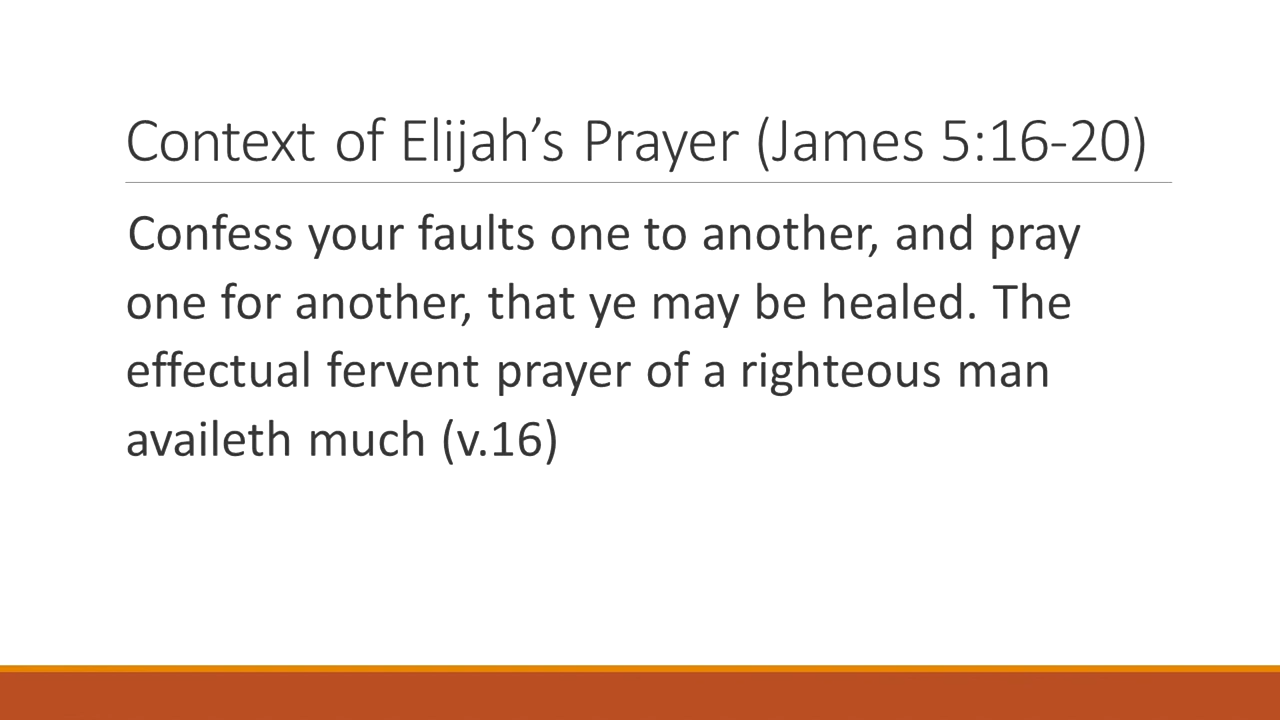 Context of Elijah’s Prayer (James 5:16-20)
Confess your faults one to another, and pray
one for another, that ye may be healed. The
effectual fervent prayer of a righteous man
availeth much (v.16)